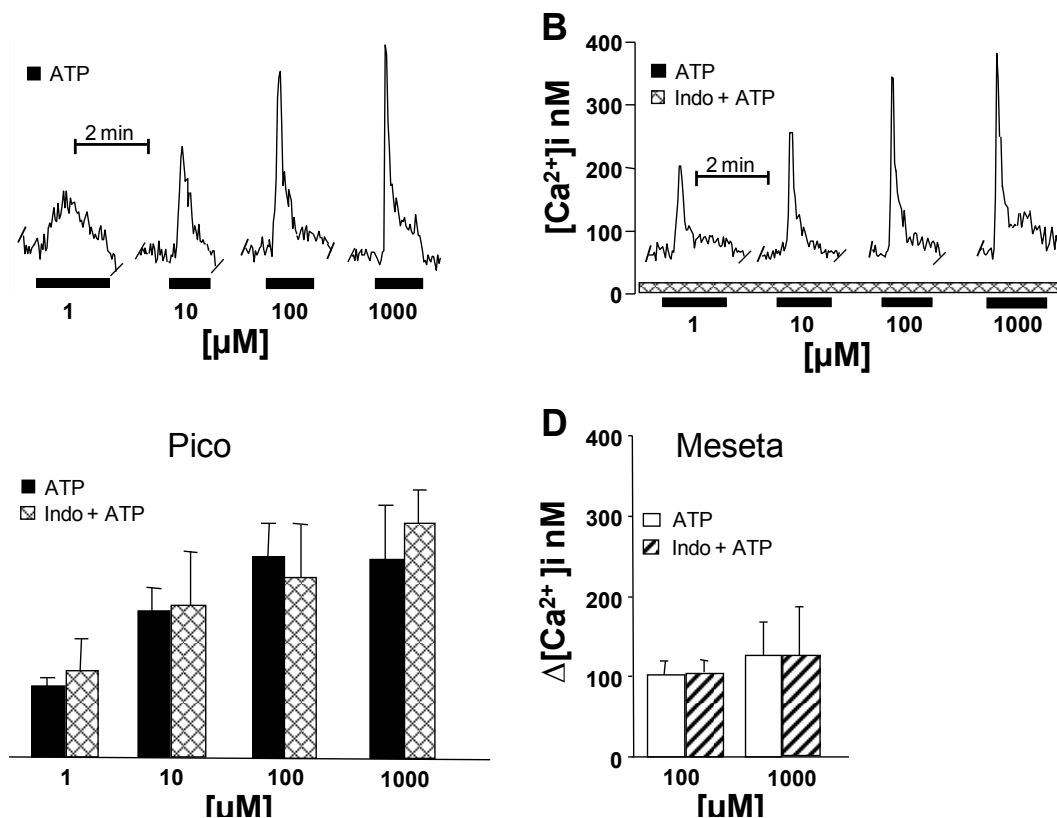 ATP
2 min
1 10 100 1000
[µM]
B
[Ca²⁺]i nM
400
300
200
100
0
ATP
Indo + ATP
2 min
1 10 100 1000
[µM]
Pico
ATP
Indo + ATP
1 10 100 1000
[µM]
D
Meseta
Δ[Ca²⁺]i nM
400
300
200
100
0
ATP
Indo + ATP
100 1000
[µM]